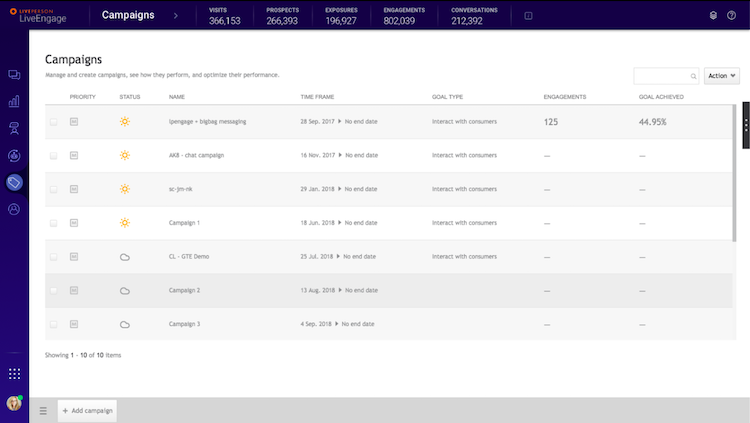 LIVEPERSON
LiveEngage
Campaigns
VISITS
366,153
PROSPECTS
266,393
EXPOSURES
196,927
ENGAGEMENTS
802,039
CONVERSATIONS
212,392
Campaigns
Manage and create campaigns, see how they perform, and optimize their performance.
Action
PRIORITY STATUS NAME TIME FRAME GOAL TYPE ENGAGEMENTS GOAL ACHIEVED
lpengage + bigbag messaging 28 Sep. 2017 No end date Interact with consumers 125 44.95%
AK8 - chat campaign 16 Nov. 2017 No end date Interact with consumers — —
sc-jm-nk 29 Jan. 2018 No end date Interact with consumers — —
Campaign 1 18 Jun. 2018 No end date Interact with consumers — —
CL - GTE Demo 25 Jul. 2018 No end date Interact with consumers — —
Campaign 2 13 Aug. 2018 No end date — —
Campaign 3 4 Sep. 2018 No end date — —
Showing 1 - 10 of 10 items
+ Add campaign